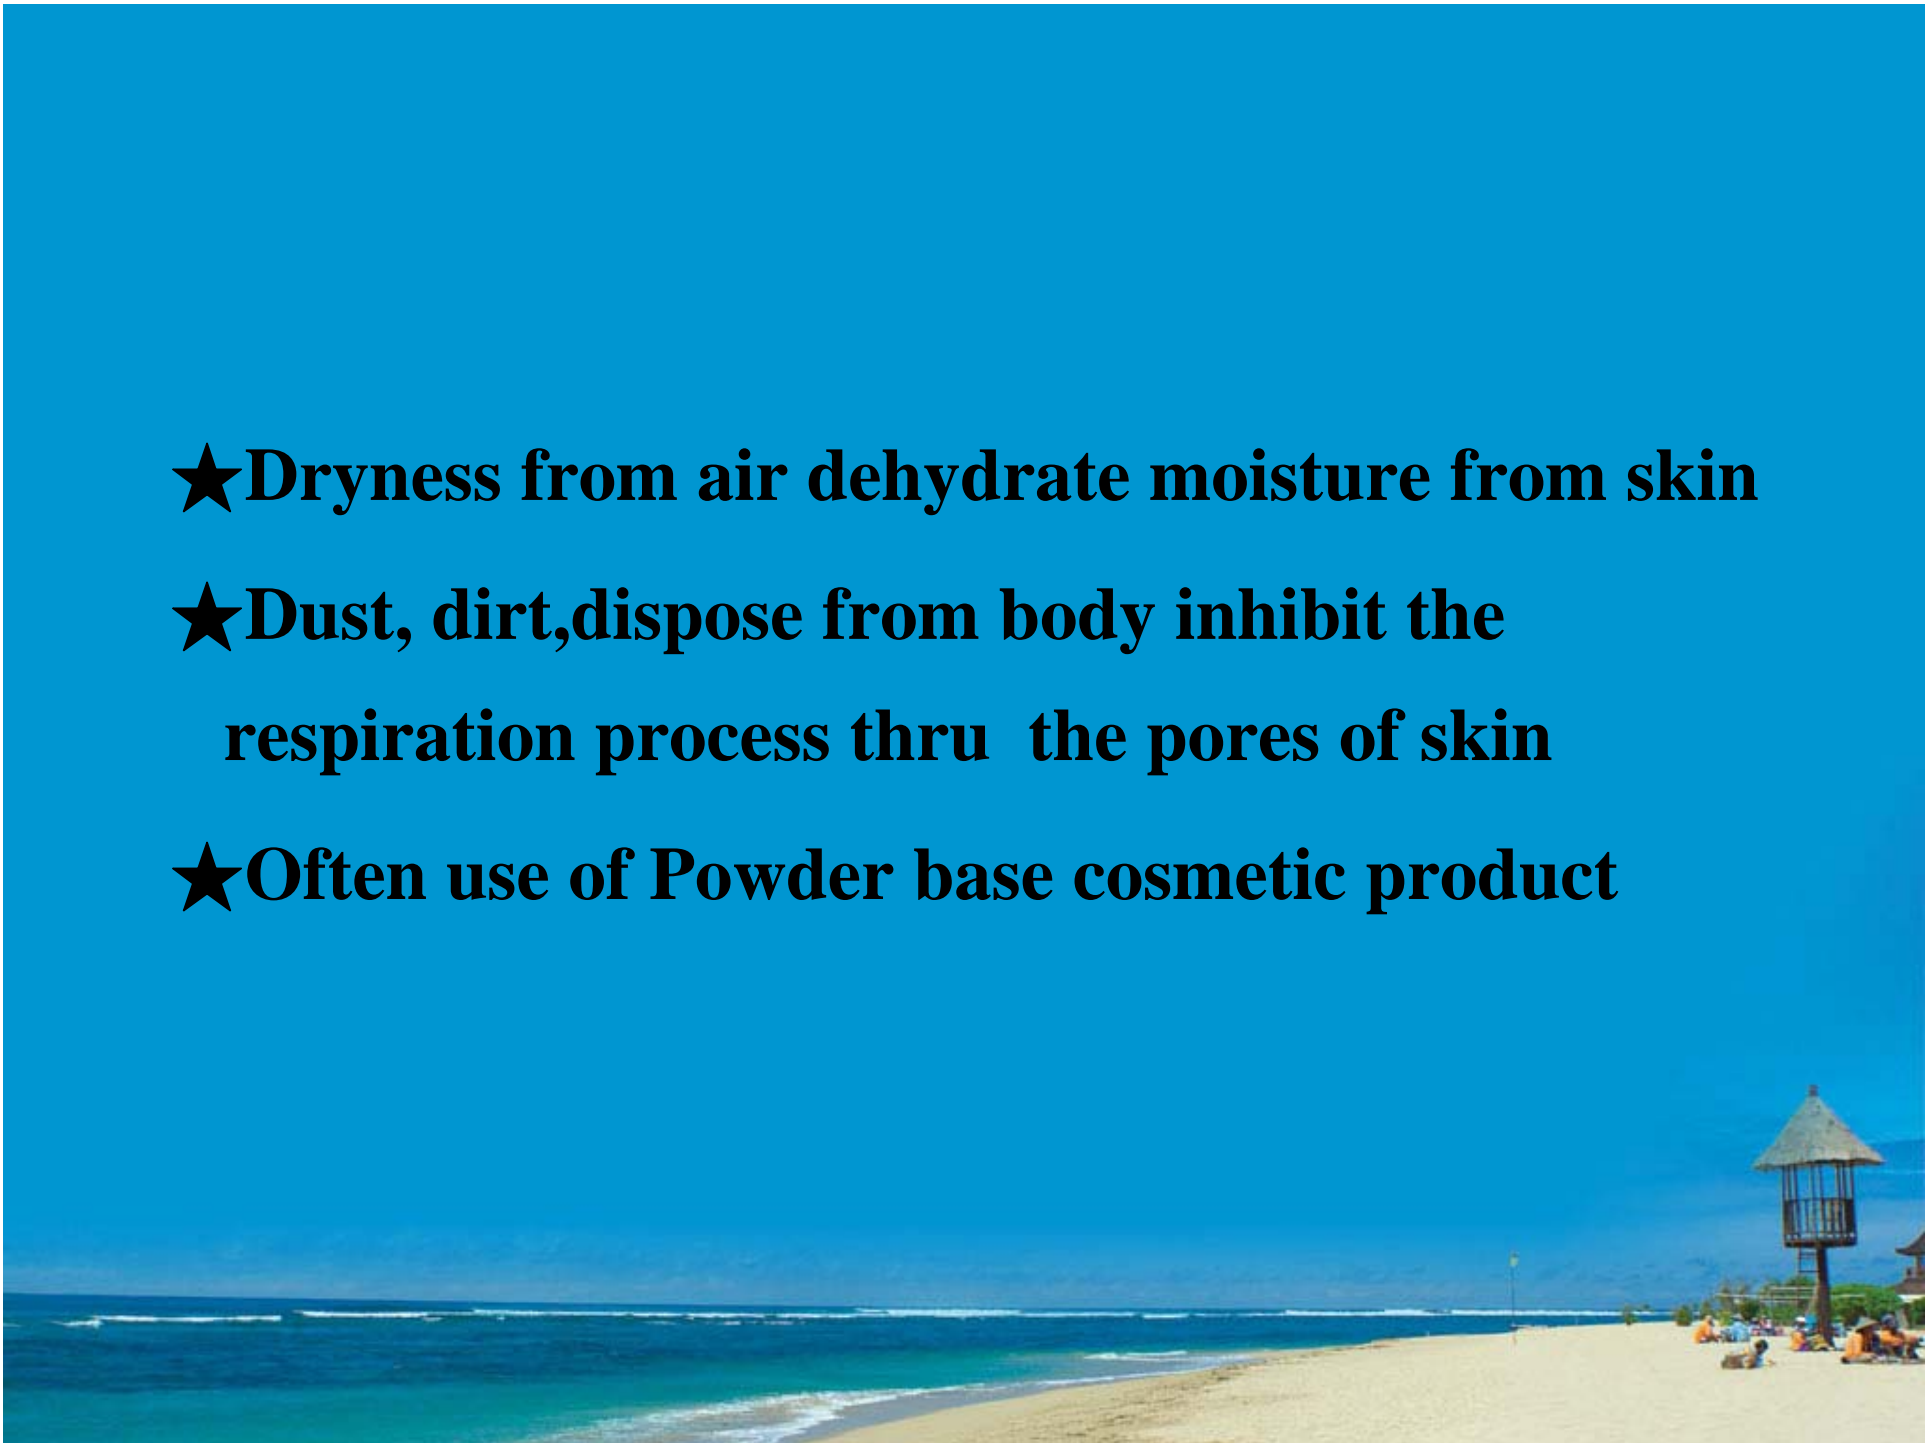 ★Dryness from air dehydrate moisture from skin
★Dust, dirt,dispose from body inhibit the
respiration process thru  the pores of skin
★Often use of Powder base cosmetic product